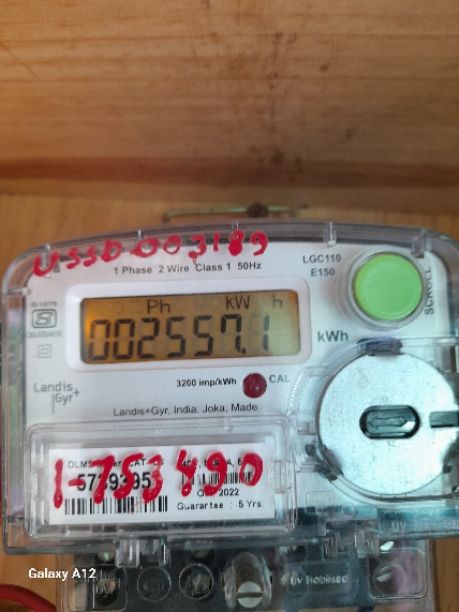 USSD-003189
1 Phase 2 Wire Class 1 50Hz
LGC110
E150
SCROLL
Ph kW h
002557.1
kWh
3200 imp/kWh CAL
Landis
Gyr+
Landis+Gyr, India, Joka, Made
1-753490
2022
Guarantee : 5 Yrs
Galaxy A12